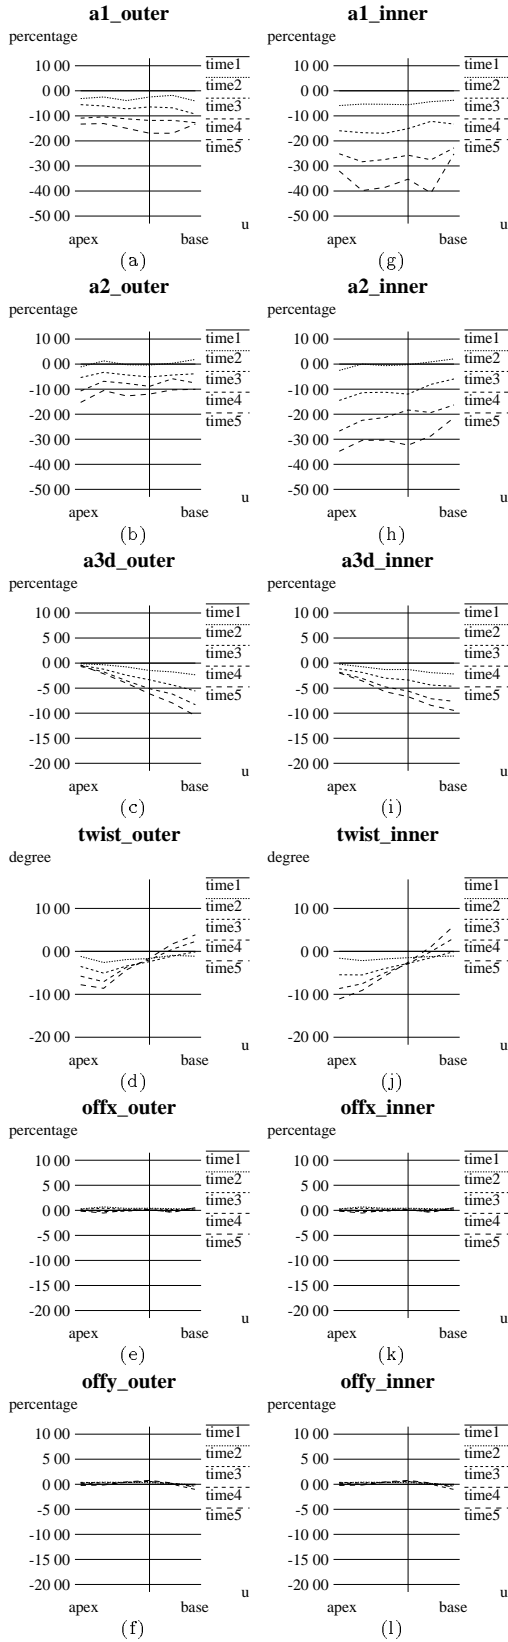 a1_outer
percentage
10 00
0 00
-10 00
-20 00
-30 00
-40 00
-50 00
time1
time2
time3
time4
time5
u
apex
base
(a)
a1_inner
percentage
10 00
0 00
-10 00
-20 00
-30 00
-40 00
-50 00
time1
time2
time3
time4
time5
u
apex
base
(g)
a2_outer
percentage
10 00
0 00
-10 00
-20 00
-30 00
-40 00
-50 00
time1
time2
time3
time4
time5
u
apex
base
(b)
a2_inner
percentage
10 00
0 00
-10 00
-20 00
-30 00
-40 00
-50 00
time1
time2
time3
time4
time5
u
apex
base
(h)
a3d_outer
percentage
10 00
5 00
0 00
-5 00
-10 00
-15 00
-20 00
time1
time2
time3
time4
time5
u
apex
base
(c)
a3d_inner
percentage
10 00
5 00
0 00
-5 00
-10 00
-15 00
-20 00
time1
time2
time3
time4
time5
u
apex
base
(i)
twist_outer
degree
10 00
0 00
-10 00
-20 00
time1
time2
time3
time4
time5
u
apex
base
(d)
twist_inner
degree
10 00
0 00
-10 00
-20 00
time1
time2
time3
time4
time5
u
apex
base
(j)
offx_outer
percentage
10 00
5 00
0 00
-5 00
-10 00
-15 00
-20 00
time1
time2
time3
time4
time5
u
apex
base
(e)
offx_inner
percentage
10 00
5 00
0 00
-5 00
-10 00
-15 00
-20 00
time1
time2
time3
time4
time5
u
apex
base
(k)
offy_outer
percentage
10 00
5 00
0 00
-5 00
-10 00
-15 00
-20 00
time1
time2
time3
time4
time5
u
apex
base
(f)
offy_inner
percentage
10 00
5 00
0 00
-5 00
-10 00
-15 00
-20 00
time1
time2
time3
time4
time5
u
apex
base
(l)